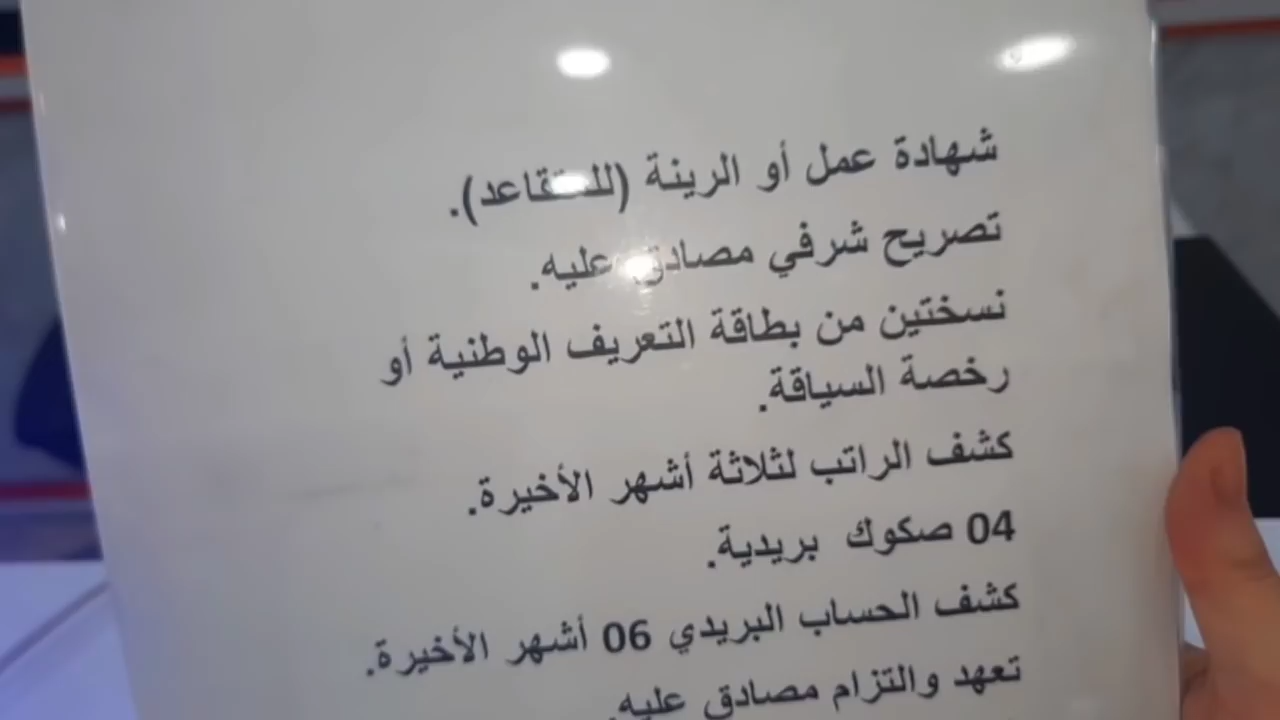 شهادة عمل أو الرينة (للمتقاعد).
تصريح شرفي مصادق عليه.
نسختين من بطاقة التعريف الوطنية أو
رخصة السياقة.
كشف الراتب لثلاثة أشهر الأخيرة.
04 صكوك بريدية.
كشف الحساب البريدي 06 أشهر الأخيرة.
تعهد والتزام مصادق عليه.